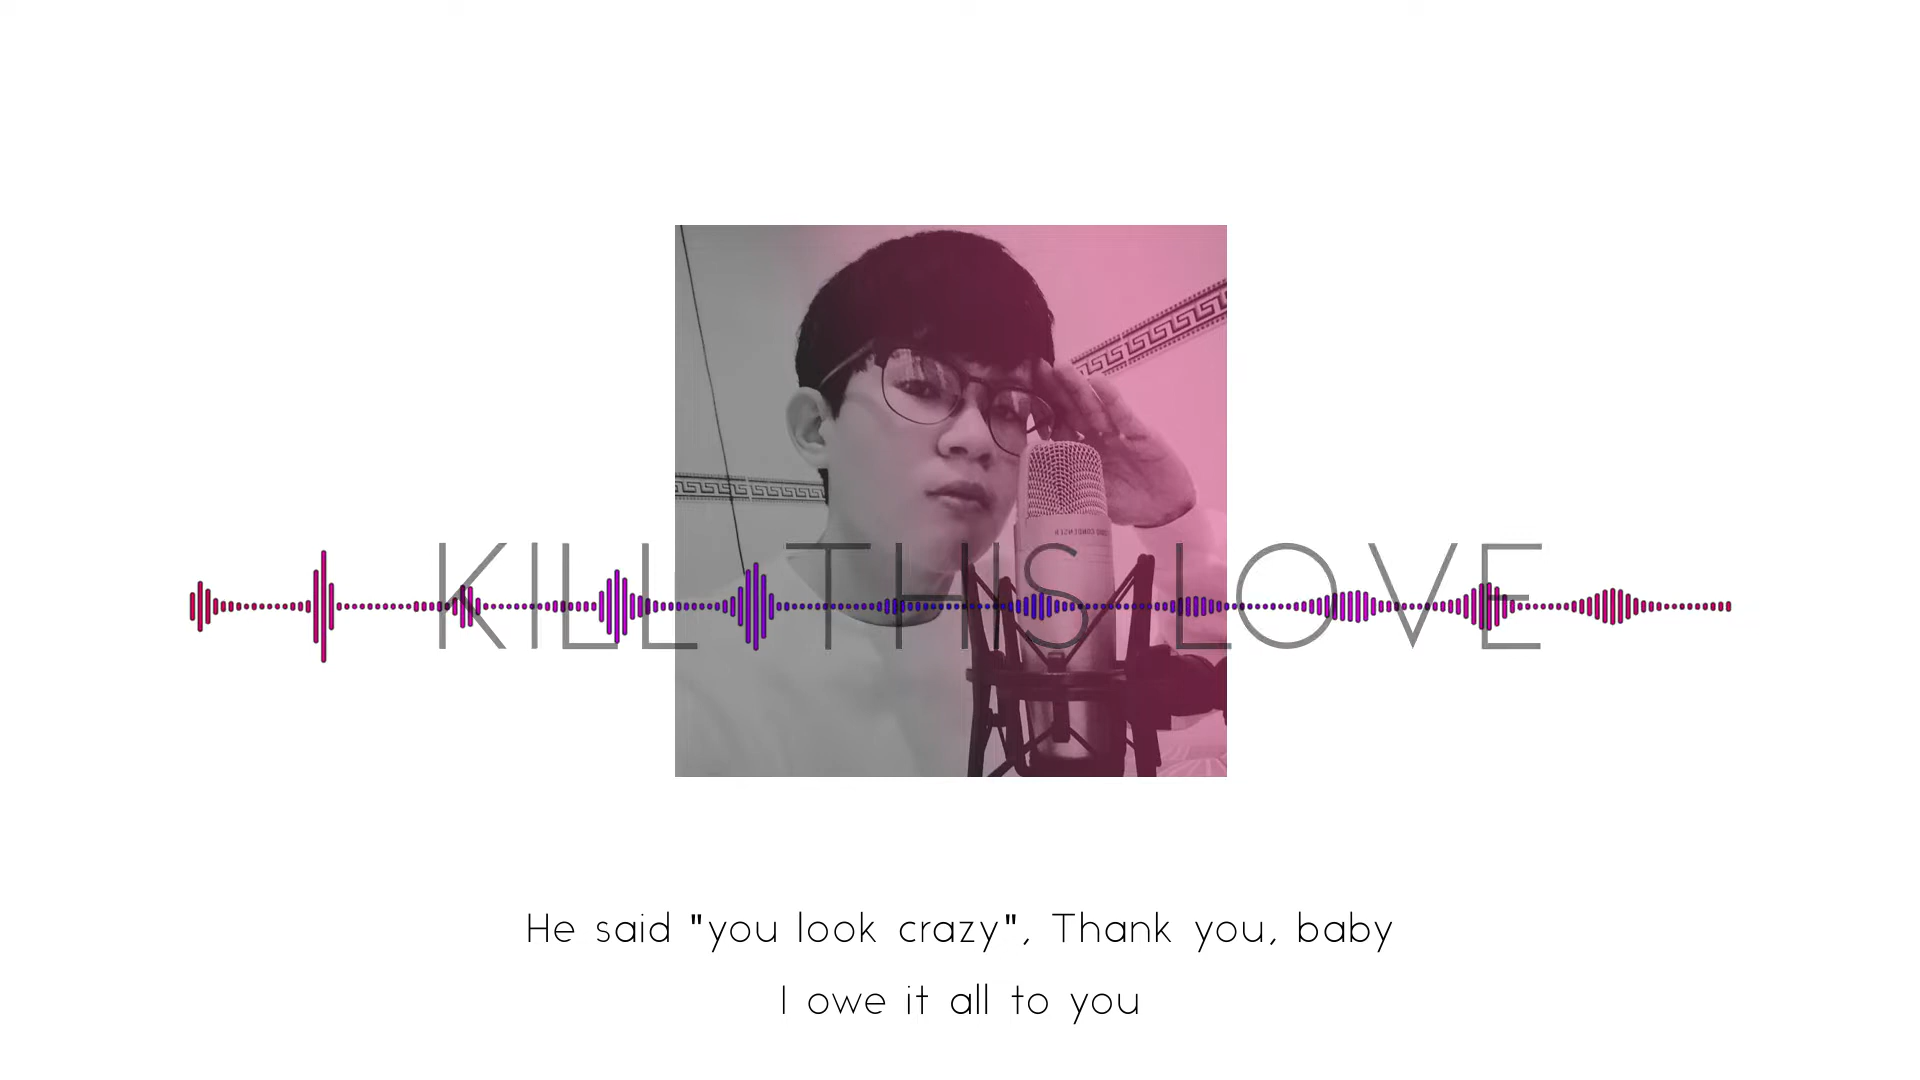 KILL THIS LOVE
He said "you look crazy", Thank you, baby
I owe it all to you